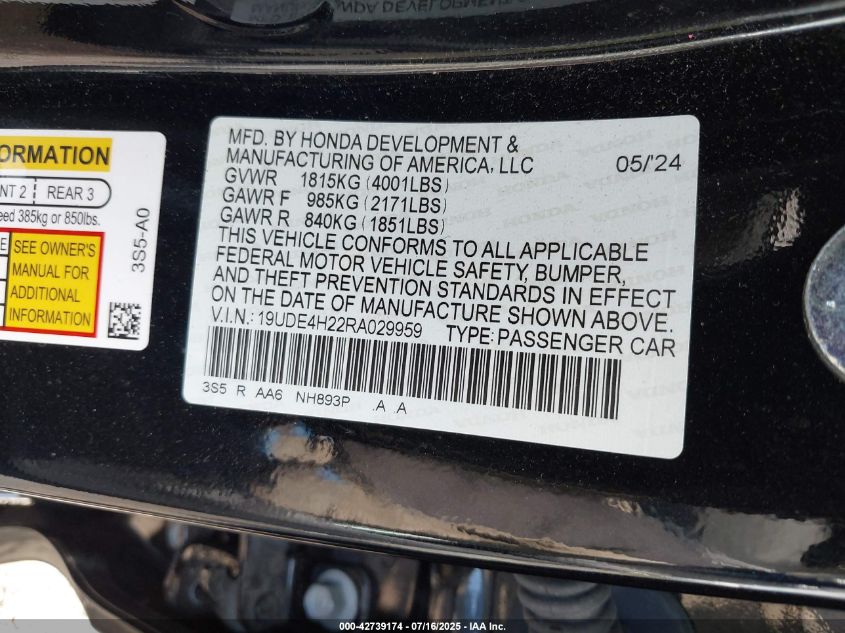 ORMATION
NT 2 REAR 3
eed 385kg or 850lbs.
E SEE OWNER'S
MANUAL FOR
ADDITIONAL
INFORMATION
3S5-A0
MFD. BY HONDA DEVELOPMENT &
MANUFACTURING OF AMERICA, LLC 05/'24
GVWR 1815KG (4001LBS)
GAWR F 985KG (2171LBS)
GAWR R 840KG (1851LBS)
THIS VEHICLE CONFORMS TO ALL APPLICABLE
FEDERAL MOTOR VEHICLE SAFETY, BUMPER,
AND THEFT PREVENTION STANDARDS IN EFFECT
ON THE DATE OF MANUFACTURE SHOWN ABOVE.
V.I.N.: 19UDE4H22RA029959 TYPE: PASSENGER CAR
3S5 R AA6 NH893P .A .A
000-42739174 - 07/16/2025 - IAA Inc.